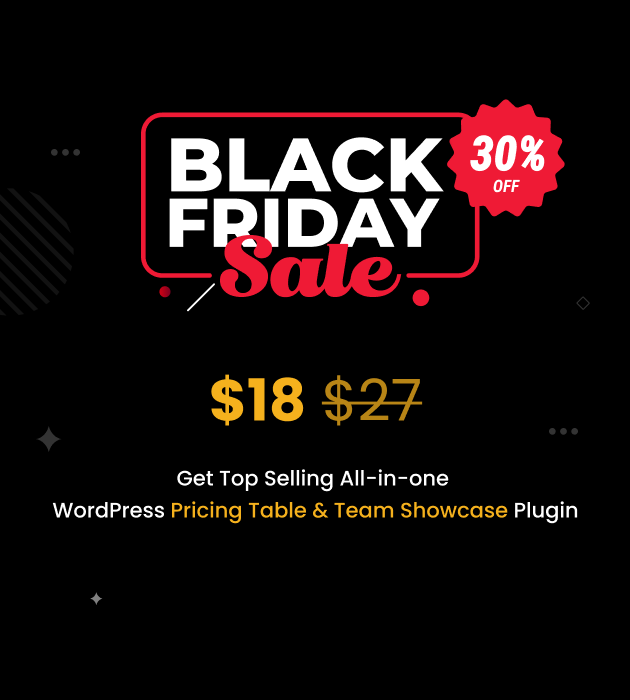 BLACK
FRIDAY
Sale
30%
OFF
$18 $27
Get Top Selling All-in-one
WordPress Pricing Table & Team Showcase Plugin